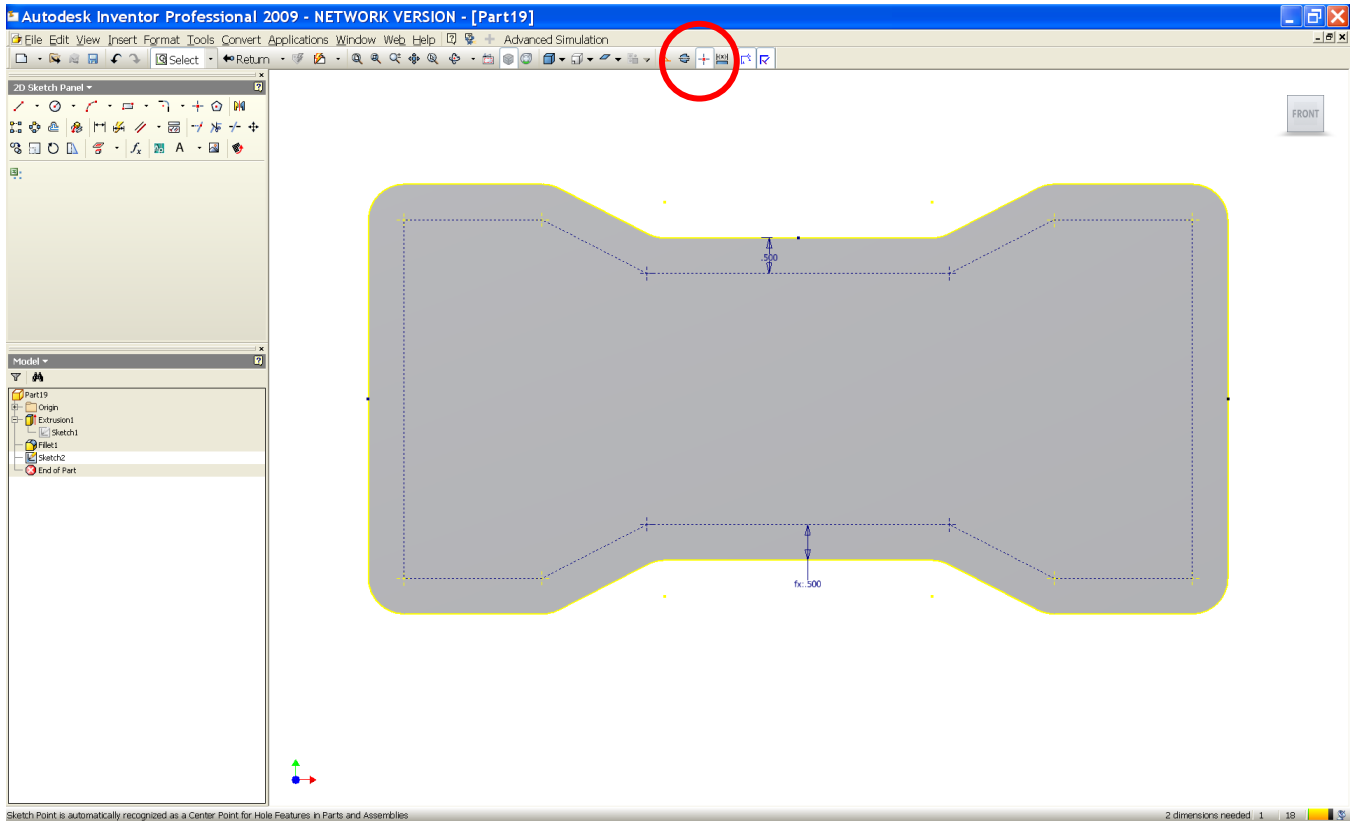 Autodesk Inventor Professional 2009 - NETWORK VERSION - [Part19]
File Edit View Insert Format Tools Convert Applications Window Web Help Advanced Simulation
Select Return
2D Sketch Panel
FRONT
.500
Model
Part19
Origin
Extrusion1
Sketch1
Fillet1
Sketch2
End of Part
fx:.500
Sketch Point is automatically recognized as a Center Point for Hole Features in Parts and Assemblies 2 dimensions needed 1 18